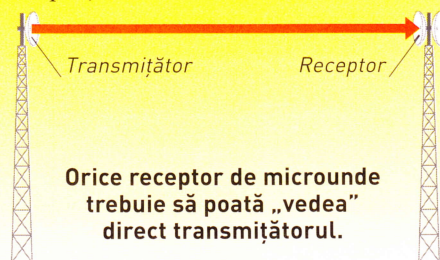 Transmițător
Receptor
Orice receptor de microunde
trebuie să poată „vedea”
direct transmițătorul.